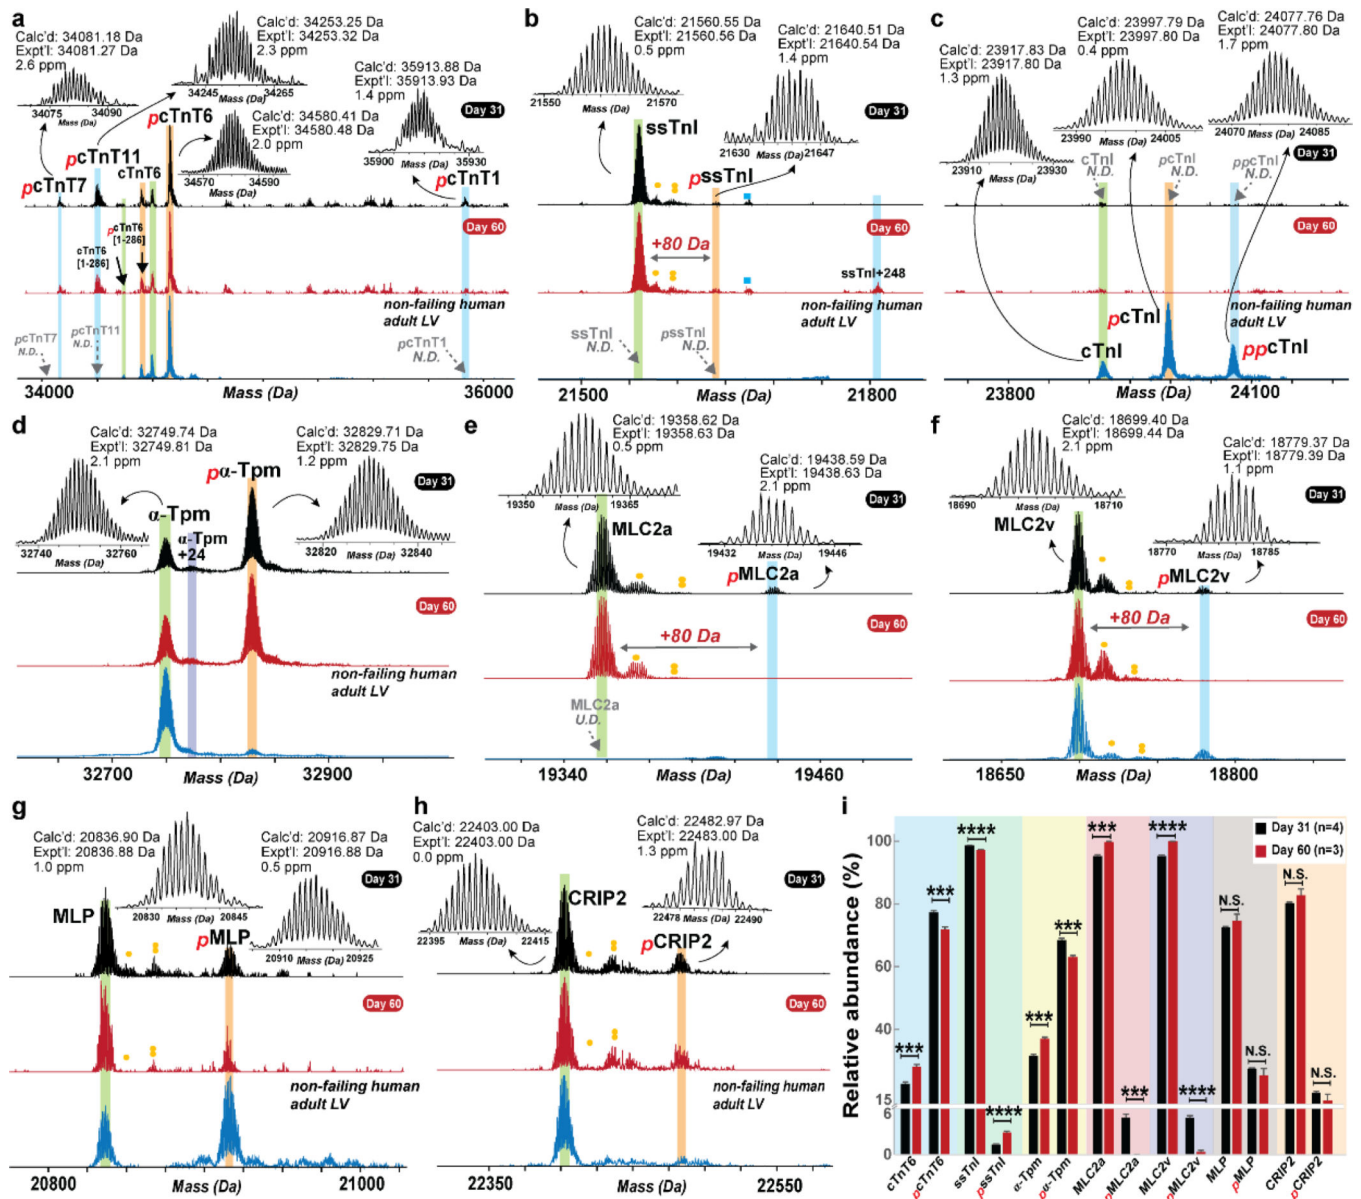 a
Calc'd: 34081.18 Da
Expt'l: 34081.27 Da
2.6 ppm
Calc'd: 34253.25 Da
Expt'l: 34253.32 Da
2.3 ppm
34245 34265
Mass (Da)
34075 34090
Mass (Da)
Calc'd: 34580.41 Da
Expt'l: 34580.48 Da
2.0 ppm
34570 34590
Mass (Da)
Calc'd: 35913.88 Da
Expt'l: 35913.93 Da
1.4 ppm
35900 35930
Mass (Da)
Day 31
pcTnT6
pcTnT11
cTnT6
pcTnT7
pcTnT1
Day 60
pcTnT6
[1-286]
cTnT6
[1-286]
non-failing human
adult LV
pcTnT7
N.D.
pcTnT11
N.D.
pcTnT1
N.D.
34000 Mass (Da) 36000
b
Calc'd: 21560.55 Da
Expt'l: 21560.56 Da
0.5 ppm
Calc'd: 21640.51 Da
Expt'l: 21640.54 Da
1.4 ppm
21550 21570
Mass (Da)
21630 21647
Mass (Da)
Day 31
ssTnI
pssTnI
Day 60
+80 Da
ssTnI+248
non-failing human
adult LV
ssTnI
N.D.
pssTnI
N.D.
21500 Mass (Da) 21800
c
Calc'd: 23917.83 Da
Expt'l: 23917.80 Da
1.3 ppm
Calc'd: 23997.79 Da
Expt'l: 23997.80 Da
0.4 ppm
Calc'd: 24077.76 Da
Expt'l: 24077.80 Da
1.7 ppm
23910 23930
Mass (Da)
23990 24005
Mass (Da)
24070 24085
Mass (Da)
Day 31
cTnI
N.D.
pcTnI
N.D.
ppcTnI
N.D.
Day 60
non-failing human
adult LV
pcTnI
cTnI
ppcTnI
23800 Mass (Da) 24100
d
Calc'd: 32749.74 Da
Expt'l: 32749.81 Da
2.1 ppm
Calc'd: 32829.71 Da
Expt'l: 32829.75 Da
1.2 ppm
32740 32760
Mass (Da)
32820 32840
Mass (Da)
Day 31
pα-Tpm
α-Tpm
α-Tpm
+24
Day 60
non-failing human
adult LV
32700 Mass (Da) 32900
e
Calc'd: 19358.62 Da
Expt'l: 19358.63 Da
0.5 ppm
Calc'd: 19438.59 Da
Expt'l: 19438.63 Da
2.1 ppm
19350 19365
Mass (Da)
19432 19446
Mass (Da)
Day 31
MLC2a
pMLC2a
Day 60
+80 Da
MLC2a
U.D.
19340 Mass (Da) 19460
f
Calc'd: 18699.40 Da
Expt'l: 18699.44 Da
2.1 ppm
Calc'd: 18779.37 Da
Expt'l: 18779.39 Da
1.1 ppm
18690 18710
Mass (Da)
18770 18785
Mass (Da)
Day 31
MLC2v
pMLC2v
Day 60
+80 Da
18650 Mass (Da) 18800
g
Calc'd: 20836.90 Da
Expt'l: 20836.88 Da
1.0 ppm
Calc'd: 20916.87 Da
Expt'l: 20916.88 Da
0.5 ppm
20830 20845
Mass (Da)
20910 20925
Mass (Da)
Day 31
MLP
pMLP
Day 60
non-failing human
adult LV
20800 Mass (Da) 21000
h
Calc'd: 22403.00 Da
Expt'l: 22403.00 Da
0.0 ppm
Calc'd: 22482.97 Da
Expt'l: 22483.00 Da
1.3 ppm
22395 22415
Mass (Da)
22478 22490
Mass (Da)
Day 31
CRIP2
pCRIP2
Day 60
non-failing human
adult LV
22350 Mass (Da) 22550
i
Relative abundance (%)
100
80
60
40
15
6
0
Day 31 (n=4)
Day 60 (n=3)
*** *** **** **** *** *** *** *** **** **** N.S. N.S. N.S. N.S.
cTnT6 pcTnT6 ssTnI pssTnI α-Tpm pα-Tpm MLC2a pMLC2a MLC2v pMLC2v MLP pMLP CRIP2 pCRIP2